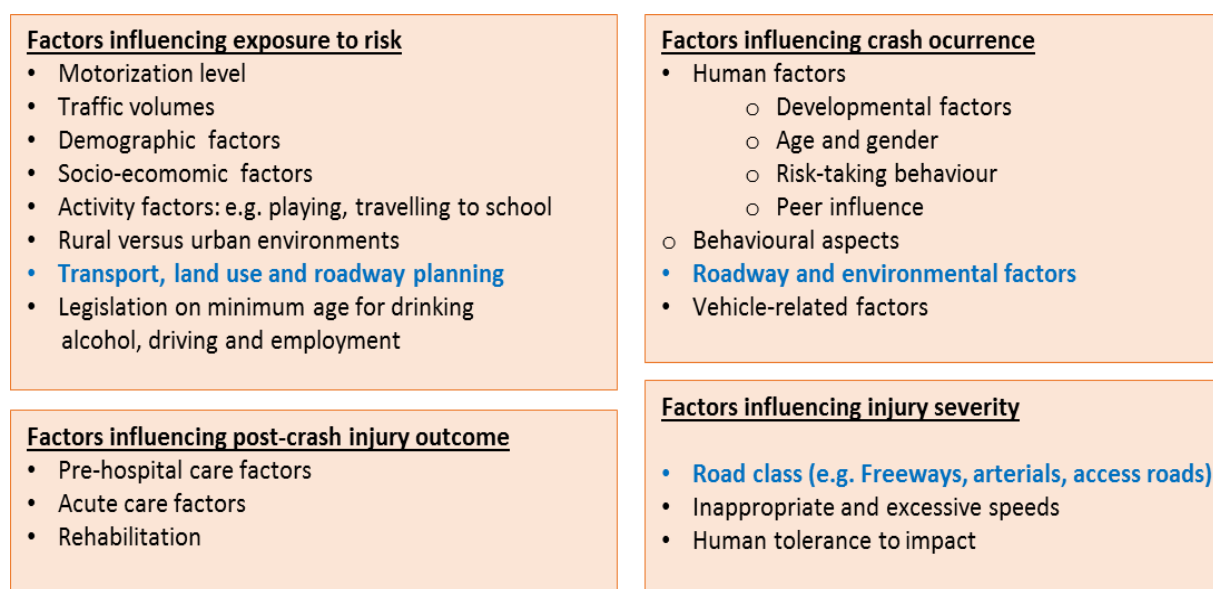 Factors influencing exposure to risk
• Motorization level
• Traffic volumes
• Demographic factors
• Socio-ecomomic factors
• Activity factors: e.g. playing, travelling to school
• Rural versus urban environments
• Transport, land use and roadway planning
• Legislation on minimum age for drinking
alcohol, driving and employment
Factors influencing crash ocurrence
• Human factors
o Developmental factors
o Age and gender
o Risk-taking behaviour
o Peer influence
o Behavioural aspects
• Roadway and environmental factors
• Vehicle-related factors
Factors influencing post-crash injury outcome
• Pre-hospital care factors
• Acute care factors
• Rehabilitation
Factors influencing injury severity
• Road class (e.g. Freeways, arterials, access roads)
• Inappropriate and excessive speeds
• Human tolerance to impact